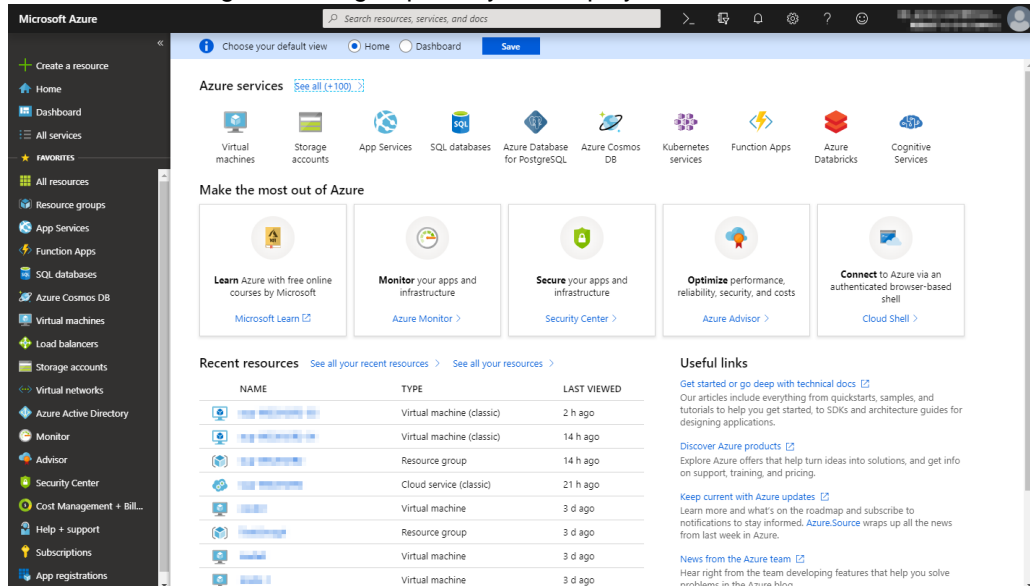 Microsoft Azure
Search resources, services, and docs
Create a resource
Home
Dashboard
All services
FAVORITES
All resources
Resource groups
App Services
Function Apps
SQL databases
Azure Cosmos DB
Virtual machines
Load balancers
Storage accounts
Virtual networks
Azure Active Directory
Monitor
Advisor
Security Center
Cost Management + Bill...
Help + support
Subscriptions
App registrations
Choose your default view Home Dashboard Save
Azure services See all (+100) >
Virtual machines
Storage accounts
App Services
SQL databases
Azure Database for PostgreSQL
Azure Cosmos DB
Kubernetes services
Function Apps
Azure Databricks
Cognitive Services
Make the most out of Azure
Learn Azure with free online
courses by Microsoft
Microsoft Learn
Monitor your apps and
infrastructure
Azure Monitor >
Secure your apps and
infrastructure
Security Center >
Optimize performance,
reliability, security, and costs
Azure Advisor >
Connect to Azure via an
authenticated browser-based
shell
Cloud Shell >
Recent resources See all your recent resources > See all your resources >
NAME TYPE LAST VIEWED
Virtual machine (classic) 2 h ago
Virtual machine (classic) 14 h ago
Resource group 14 h ago
Cloud service (classic) 21 h ago
Virtual machine 3 d ago
Resource group 3 d ago
Virtual machine 3 d ago
Virtual machine 3 d ago
Useful links
Get started or go deep with technical docs
Our articles include everything from quickstarts, samples, and
tutorials to help you get started, to SDKs and architecture guides for
designing applications.
Discover Azure products
Explore Azure offers that help turn ideas into solutions, and get info
on support, training, and pricing.
Keep current with Azure updates
Learn more and what's on the roadmap and subscribe to
notifications to stay informed. Azure.Source wraps up all the news
from last week in Azure.
News from the Azure team
Hear right from the team developing features that help you solve
problems in the Azure blog.